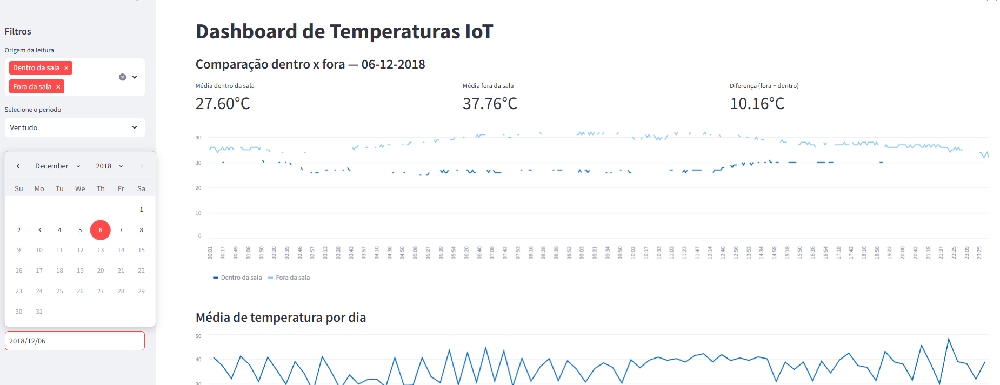 Filtros
Origem da leitura
Dentro da sala ×
Fora da sala ×
Selecione o período
Ver tudo
December 2018
Su Mo Tu We Th Fr Sa
1
2 3 4 5 6 7 8
9 10 11 12 13 14 15
16 17 18 19 20 21 22
23 24 25 26 27 28 29
30 31
2018/12/06
Dashboard de Temperaturas IoT
Comparação dentro x fora — 06-12-2018
Média dentro da sala
27.60°C
Média fora da sala
37.76°C
Diferença (fora − dentro)
10.16°C
40
30
20
10
0
00:01 00:17 00:49 01:06 01:50 02:20 02:35 02:46 02:57 03:13 03:28 03:43 03:57 04:10 04:36 04:50 05:08 05:27 05:39 05:54 06:20 06:40 07:08 07:42 07:53 08:16 08:28 08:39 08:52 09:03 09:21 09:34 09:50 10:02 10:17 10:33 11:03 11:23 11:47 12:14 12:40 12:56 13:52 14:34 14:58 15:18 15:50 16:26 16:54 17:18 17:42 18:16 18:56 19:22 20:00 20:42 21:18 21:37 22:25 23:05 23:25
Dentro da sala Fora da sala
Média de temperatura por dia
50
40
30